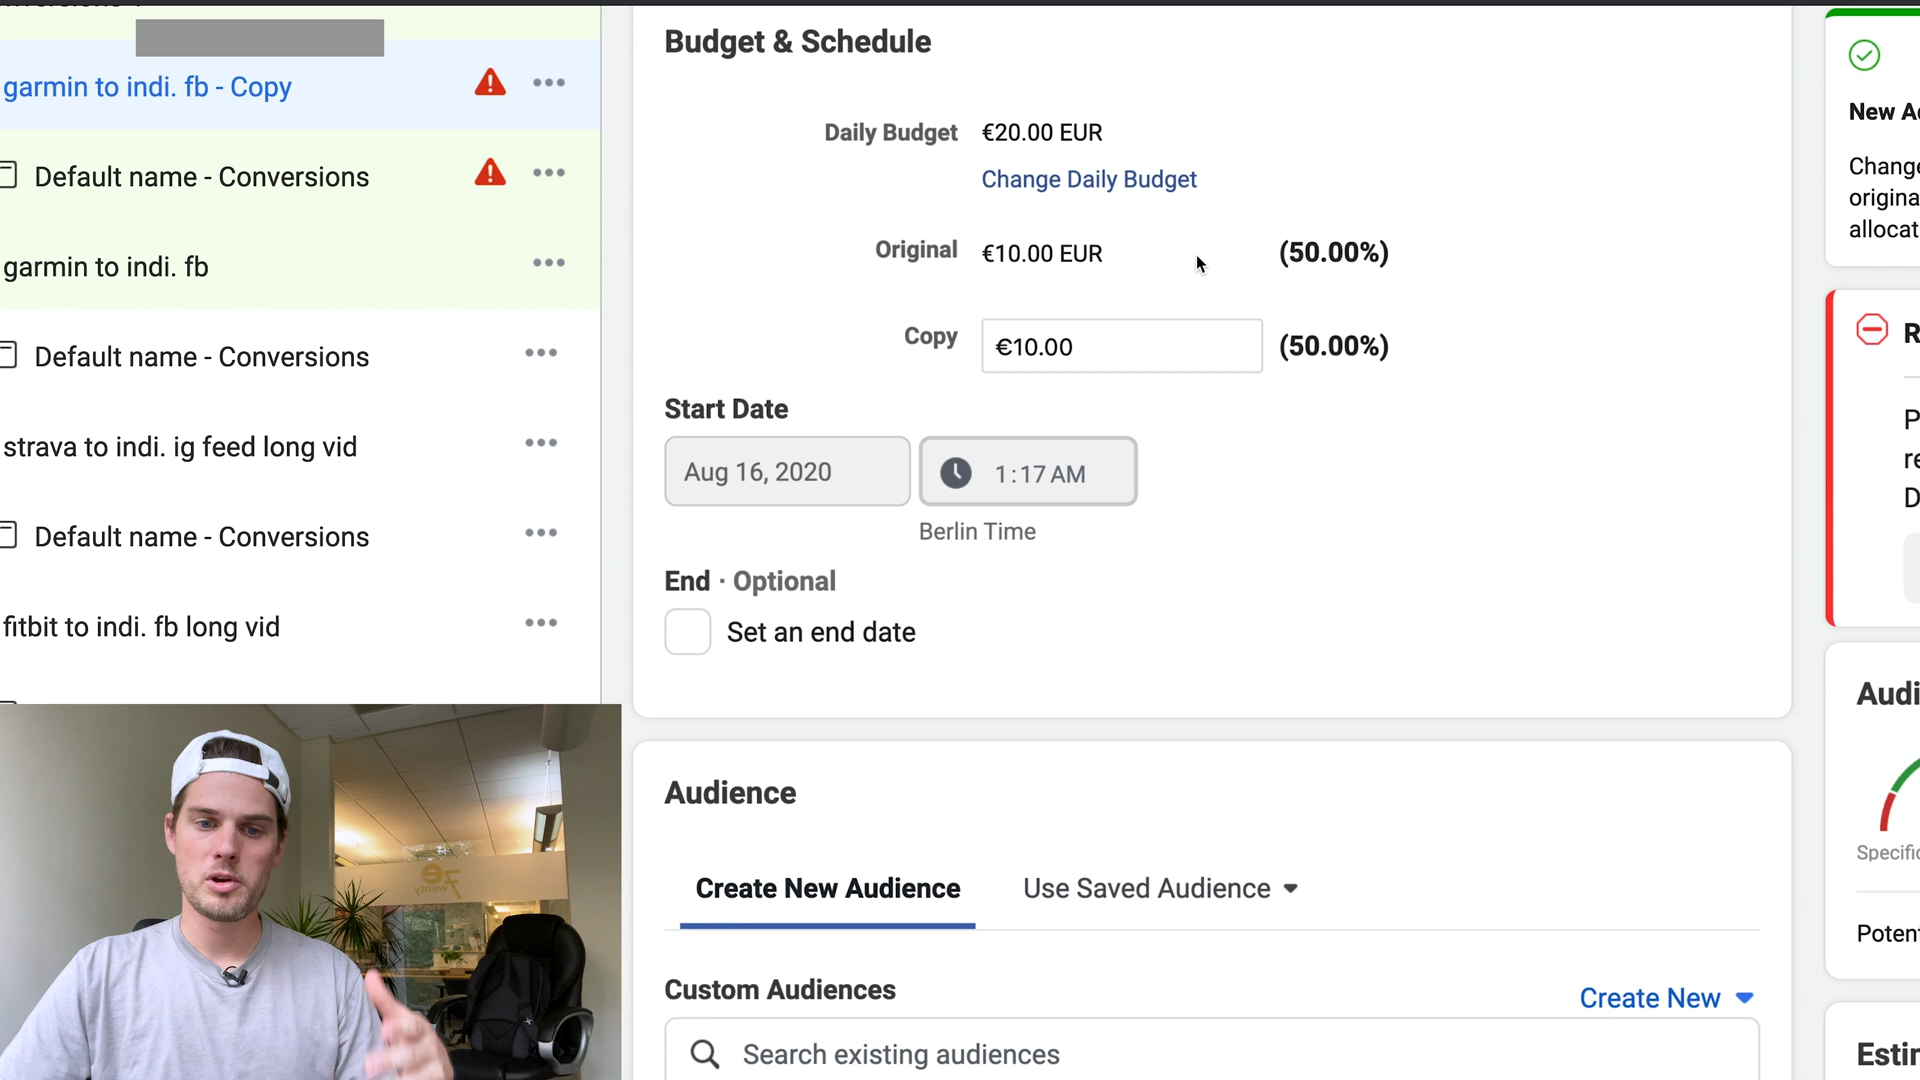 garmin to indi. fb - Copy
Default name - Conversions
garmin to indi. fb
Default name - Conversions
strava to indi. ig feed long vid
Default name - Conversions
fitbit to indi. fb long vid
Budget & Schedule
Daily Budget €20.00 EUR
Change Daily Budget
Original €10.00 EUR (50.00%)
Copy €10.00 (50.00%)
Start Date
Aug 16, 2020 1:17 AM
Berlin Time
End · Optional
Set an end date
Audience
Create New Audience Use Saved Audience
Custom Audiences Create New
Search existing audiences
New A
Change
origina
allocat
R
P
re
D
Audi
Specific
Poten
Estin